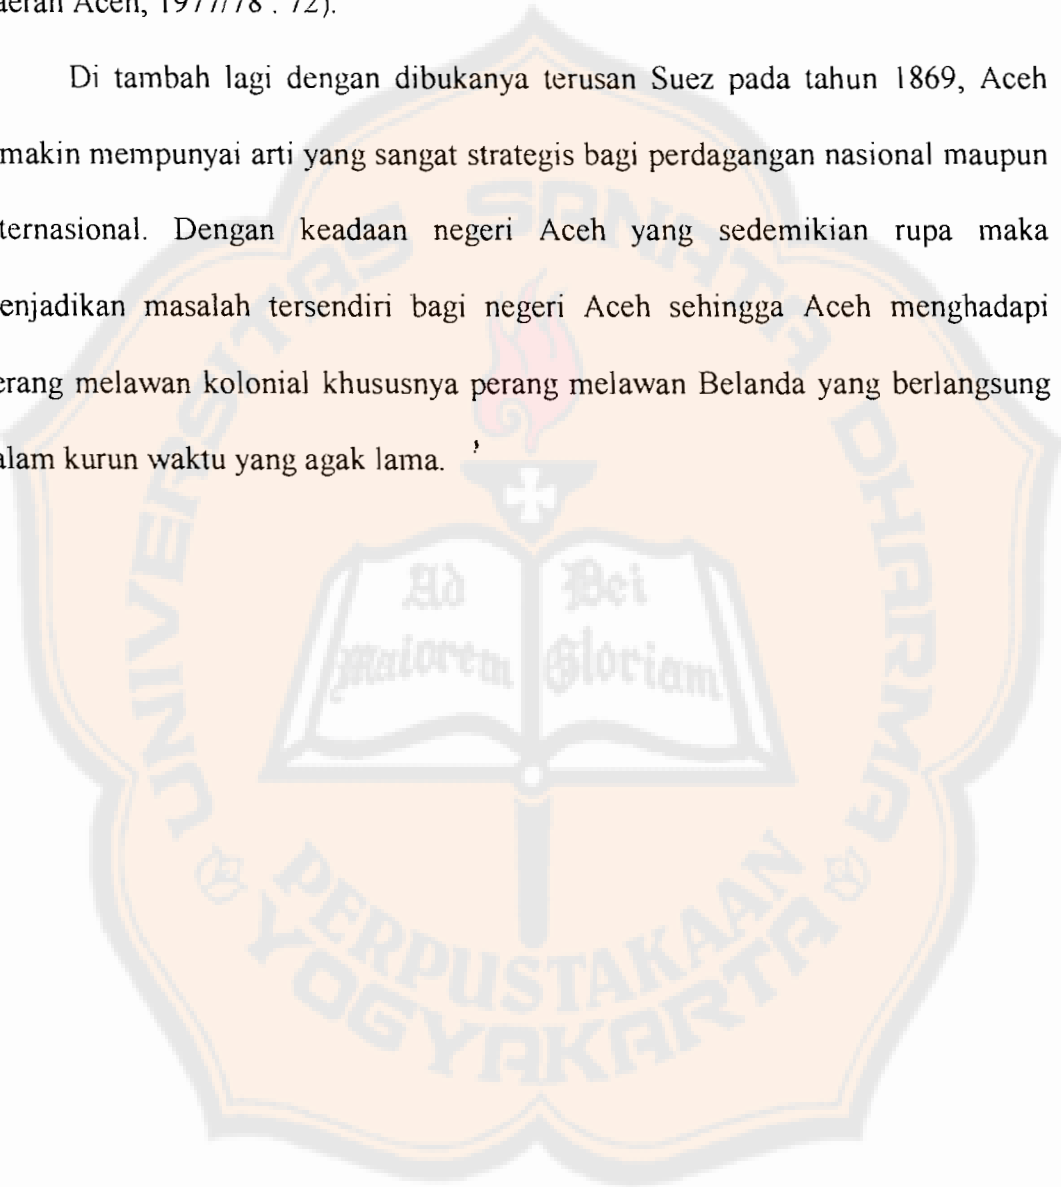 Aceh, 1977/78 : 72).
Di tambah lagi dengan dibukanya terusan Suez pada tahun 1869, Aceh
makin mempunyai arti yang sangat strategis bagi perdagangan nasional maupun
ternasional. Dengan keadaan negeri Aceh yang sedemikian rupa maka
enjadikan masalah tersendiri bagi negeri Aceh sehingga Aceh menghadapi
erang melawan kolonial khususnya perang melawan Belanda yang berlangsung
alam kurun waktu yang agak lama.
UNIVERSITAS SANATA DHARMA
Ad Dei
maiorem Gloriam
PERPUSTAKAAN
YOGYAKARTA